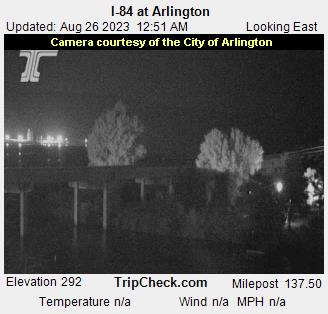 I-84 at Arlington
Updated: Aug 26 2023 12:51 AM Looking East
Camera courtesy of the City of Arlington
Elevation 292 TripCheck.com Milepost 137.50
Temperature n/a Wind n/a MPH n/a